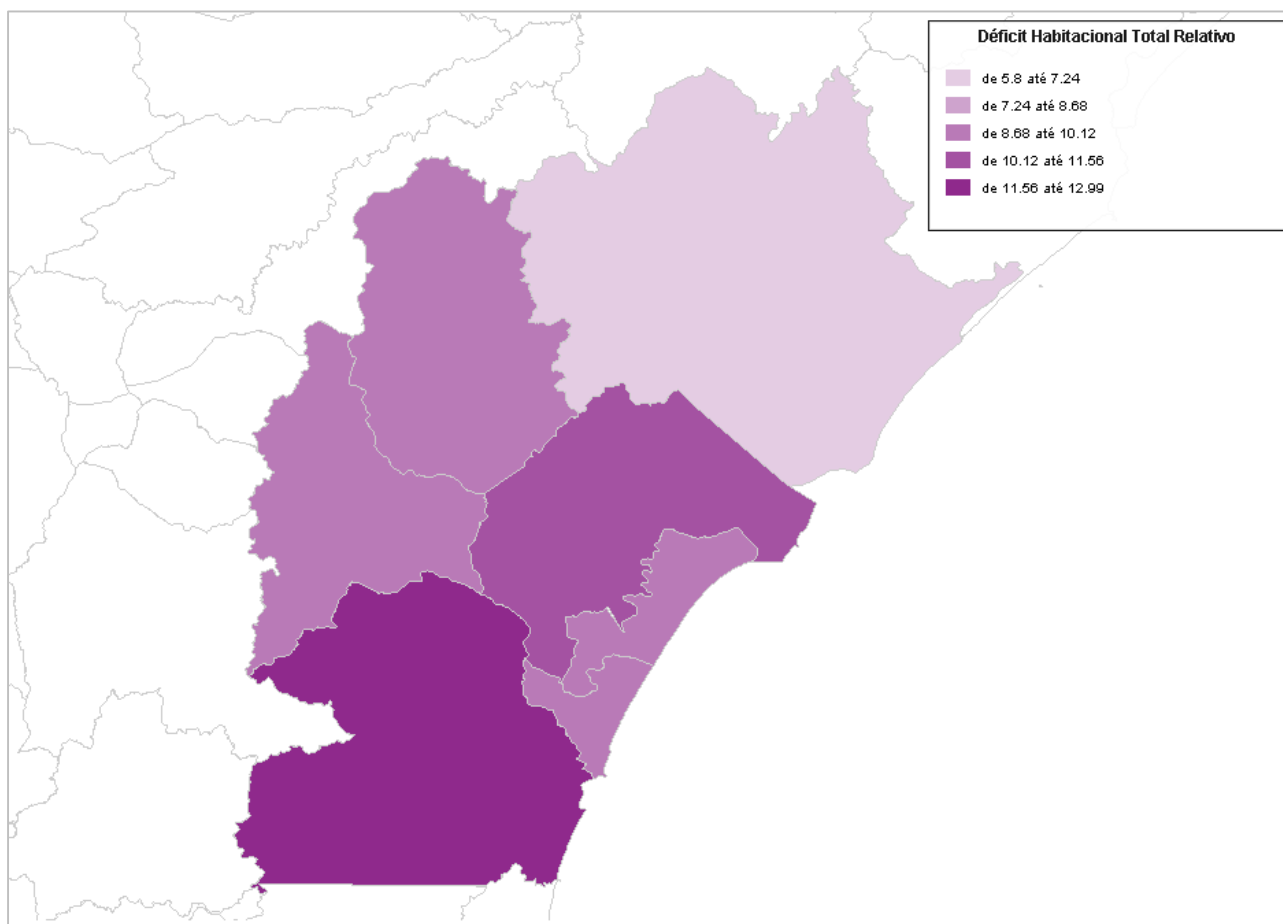 Déficit Habitacional Total Relativo
de 5.8 até 7.24
de 7.24 até 8.68
de 8.68 até 10.12
de 10.12 até 11.56
de 11.56 até 12.99